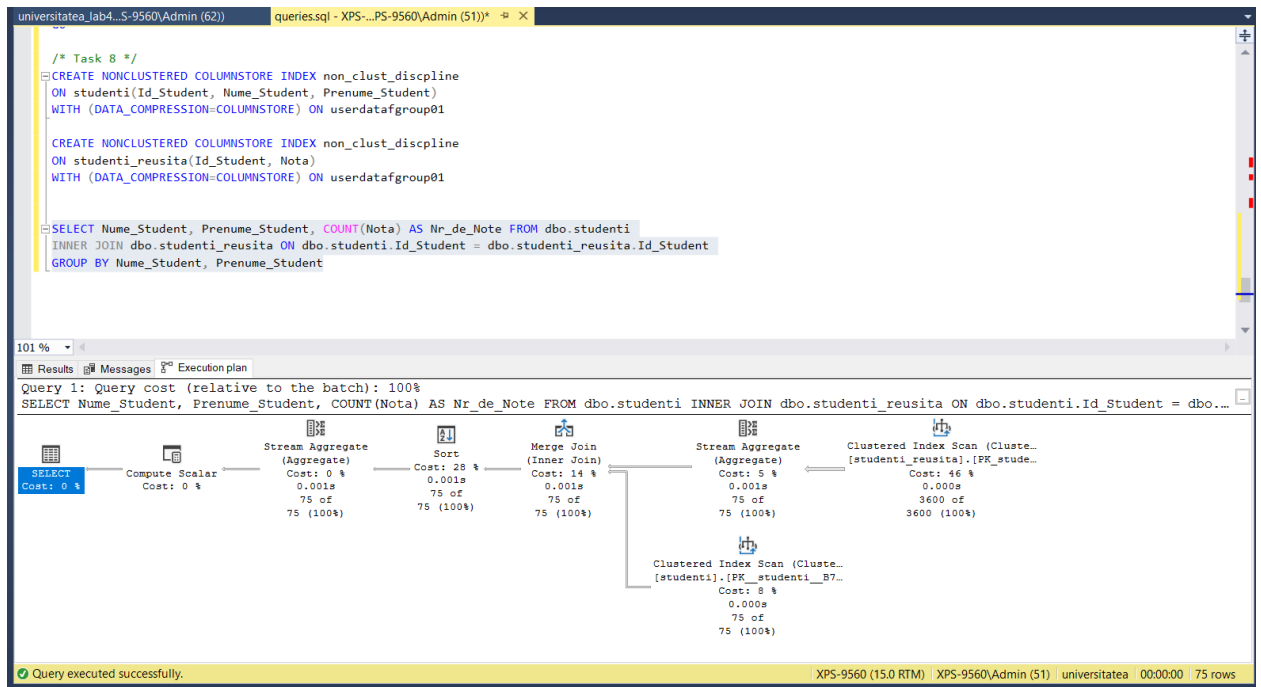 universitatea_lab4...S-9560\Admin (62))
queries.sql - XPS-...PS-9560\Admin (51))*
/* Task 8 */
CREATE NONCLUSTERED COLUMNSTORE INDEX non_clust_discpline
ON studenti(Id_Student, Nume_Student, Prenume_Student)
WITH (DATA_COMPRESSION=COLUMNSTORE) ON userdatafgroup01
CREATE NONCLUSTERED COLUMNSTORE INDEX non_clust_discpline
ON studenti_reusita(Id_Student, Nota)
WITH (DATA_COMPRESSION=COLUMNSTORE) ON userdatafgroup01
SELECT Nume_Student, Prenume_Student, COUNT(Nota) AS Nr_de_Note FROM dbo.studenti
INNER JOIN dbo.studenti_reusita ON dbo.studenti.Id_Student = dbo.studenti_reusita.Id_Student
GROUP BY Nume_Student, Prenume_Student
101 %
Results Messages Execution plan
Query 1: Query cost (relative to the batch): 100%
SELECT Nume_Student, Prenume_Student, COUNT(Nota) AS Nr_de_Note FROM dbo.studenti INNER JOIN dbo.studenti_reusita ON dbo.studenti.Id_Student = dbo....
SELECT
Cost: 0 %
Compute Scalar
Cost: 0 %
Stream Aggregate
(Aggregate)
Cost: 0 %
0.001s
75 of
75 (100%)
Sort
Cost: 28 %
0.001s
75 of
75 (100%)
Merge Join
(Inner Join)
Cost: 14 %
0.001s
75 of
75 (100%)
Stream Aggregate
(Aggregate)
Cost: 5 %
0.001s
75 of
75 (100%)
Clustered Index Scan (Cluste...
[studenti_reusita].[PK_stude...
Cost: 46 %
0.000s
3600 of
3600 (100%)
Clustered Index Scan (Cluste...
[studenti].[PK__studenti__B7...
Cost: 8 %
0.000s
75 of
75 (100%)
Query executed successfully.
XPS-9560 (15.0 RTM) XPS-9560\Admin (51) universitatea 00:00:00 75 rows